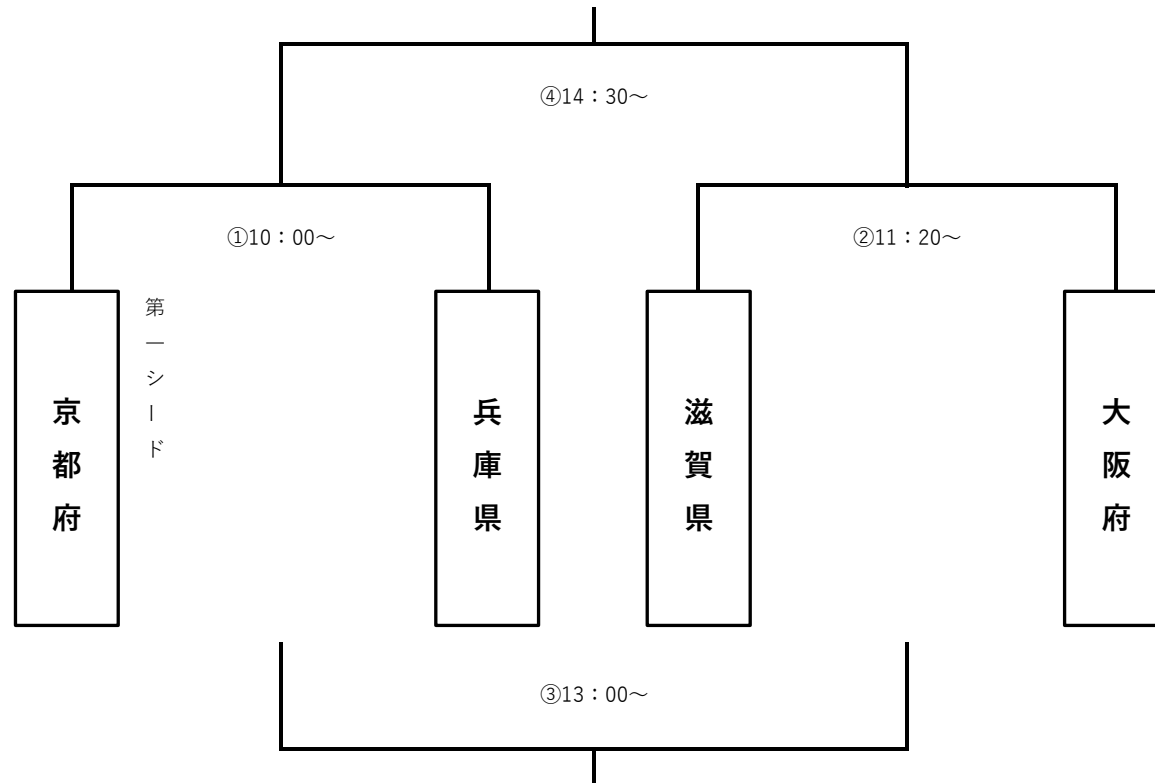 ④14：30～
①10：00～
②11：20～
京都府
第一シード
兵庫県
滋賀県
大阪府
③13：00～